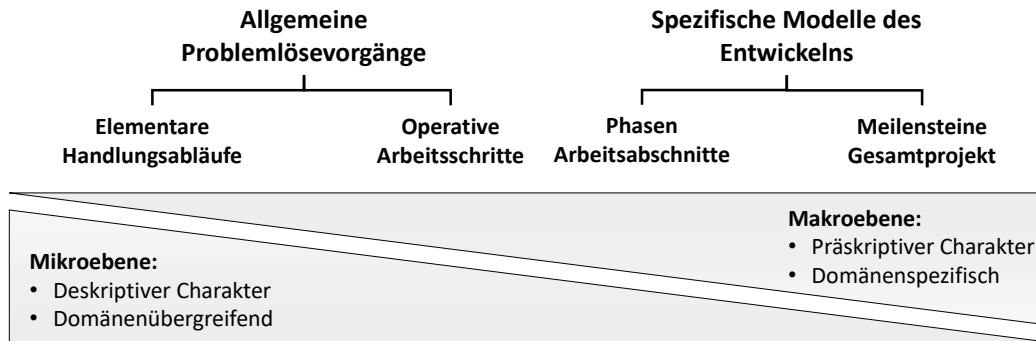 Allgemeine
Problemlösevorgänge
Spezifische Modelle des
Entwickelns
Elementare
Handlungsabläufe
Operative
Arbeitsschritte
Phasen
Arbeitsabschnitte
Meilensteine
Gesamtprojekt
Makroebene:
• Präskriptiver Charakter
• Domänenspezifisch
Mikroebene:
• Deskriptiver Charakter
• Domänenübergreifend